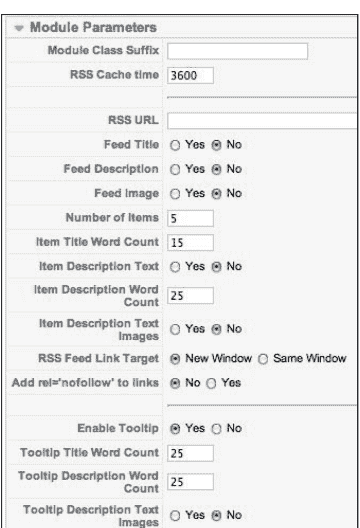 Module Parameters
Module Class Suffix
RSS Cache time 3600
RSS URL
Feed Title Yes No
Feed Description Yes No
Feed Image Yes No
Number of Items 5
Item Title Word Count 15
Item Description Text Yes No
Item Description Word
Count 25
Item Description Text
Images Yes No
RSS Feed Link Target New Window Same Window
Add rel='nofollow' to links No Yes
Enable Tooltip Yes No
Tooltip Title Word Count 25
Tooltip Description Word
Count 25
Tooltip Description Text
Images Yes No